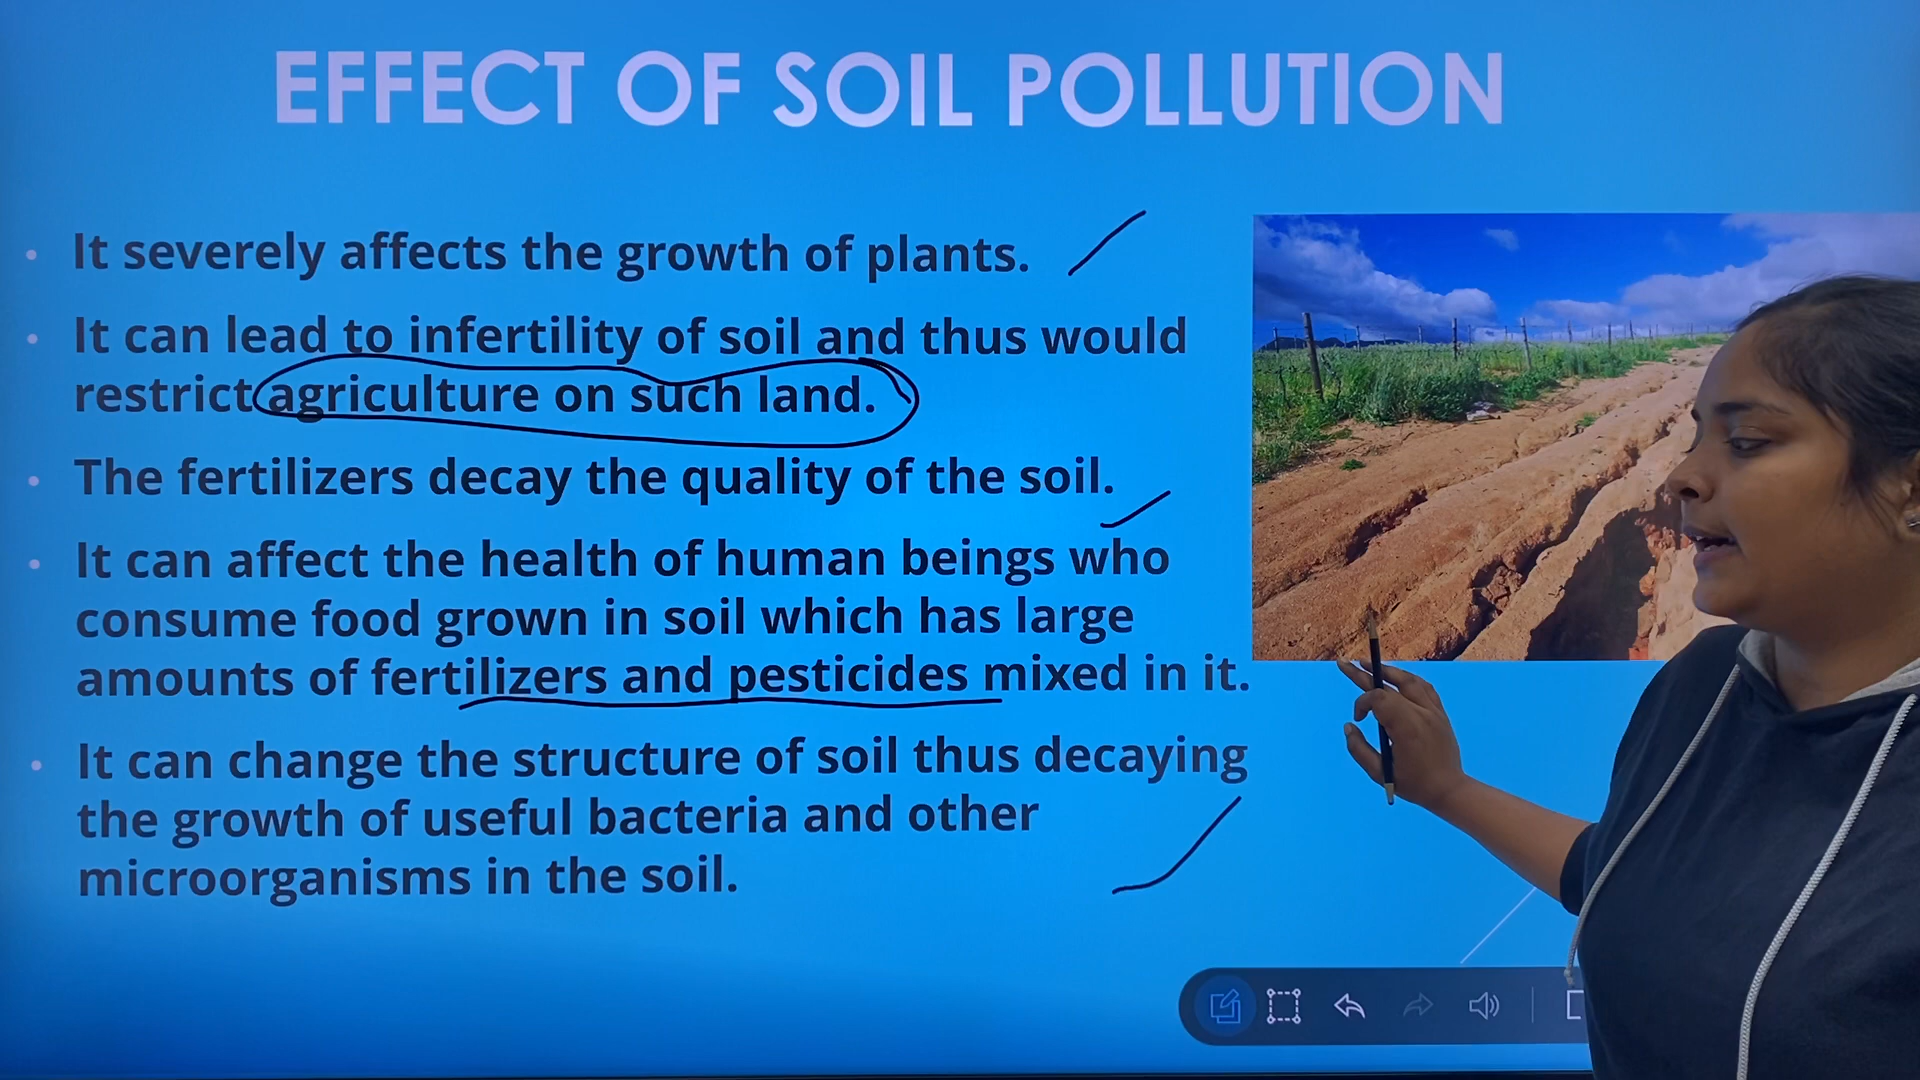 EFFECT OF SOIL POLLUTION
• It severely affects the growth of plants.
• It can lead to infertility of soil and thus would
restrict agriculture on such land.
• The fertilizers decay the quality of the soil.
• It can affect the health of human beings who
consume food grown in soil which has large
amounts of fertilizers and pesticides mixed in it.
• It can change the structure of soil thus decaying
the growth of useful bacteria and other
microorganisms in the soil.